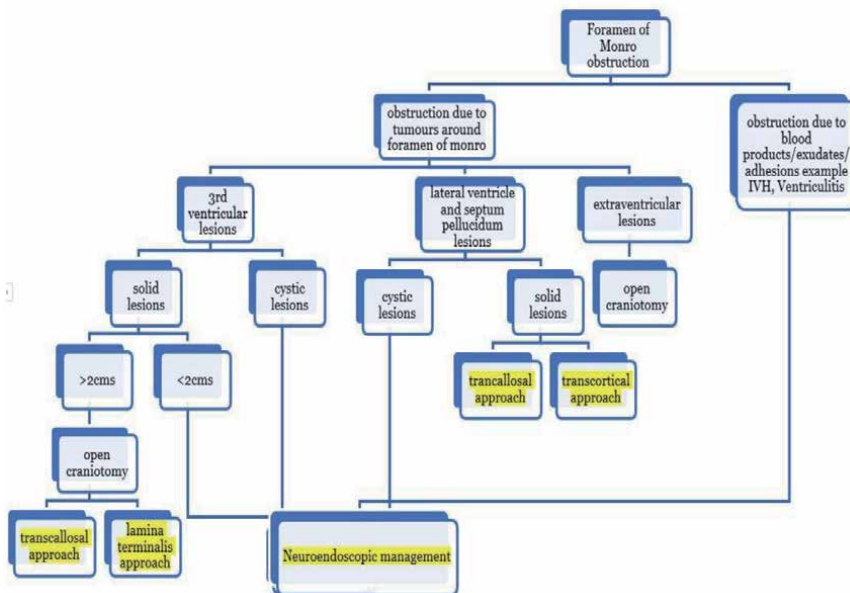 Foramen of
Monro
obstruction
obstruction due to
tumours around
foramen of monro
obstruction due to
blood
products/exudates/
adhesions example
IVH, Ventriculitis
3rd
ventricular
lesions
lateral ventricle
and septum
pellucidum
lesions
extraventricular
lesions
solid
lesions
cystic
lesions
cystic
lesions
solid
lesions
open
craniotomy
>2cms
<2cms
trancallosal
approach
transcortical
approach
open
craniotomy
transcallosal
approach
lamina
terminalis
approach
Neuroendoscopic management